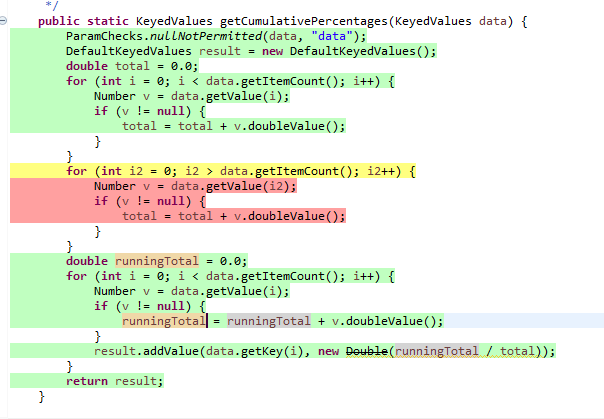 */
public static KeyedValues getCumulativePercentages(KeyedValues data) {
ParamChecks.nullNotPermitted(data, "data");
DefaultKeyedValues result = new DefaultKeyedValues();
double total = 0.0;
for (int i = 0; i < data.getItemCount(); i++) {
Number v = data.getValue(i);
if (v != null) {
total = total + v.doubleValue();
}
}
for (int i2 = 0; i2 > data.getItemCount(); i2++) {
Number v = data.getValue(i2);
if (v != null) {
total = total + v.doubleValue();
}
}
double runningTotal = 0.0;
for (int i = 0; i < data.getItemCount(); i++) {
Number v = data.getValue(i);
if (v != null) {
runningTotal = runningTotal + v.doubleValue();
}
result.addValue(data.getKey(i), new Double(runningTotal / total));
}
return result;
}